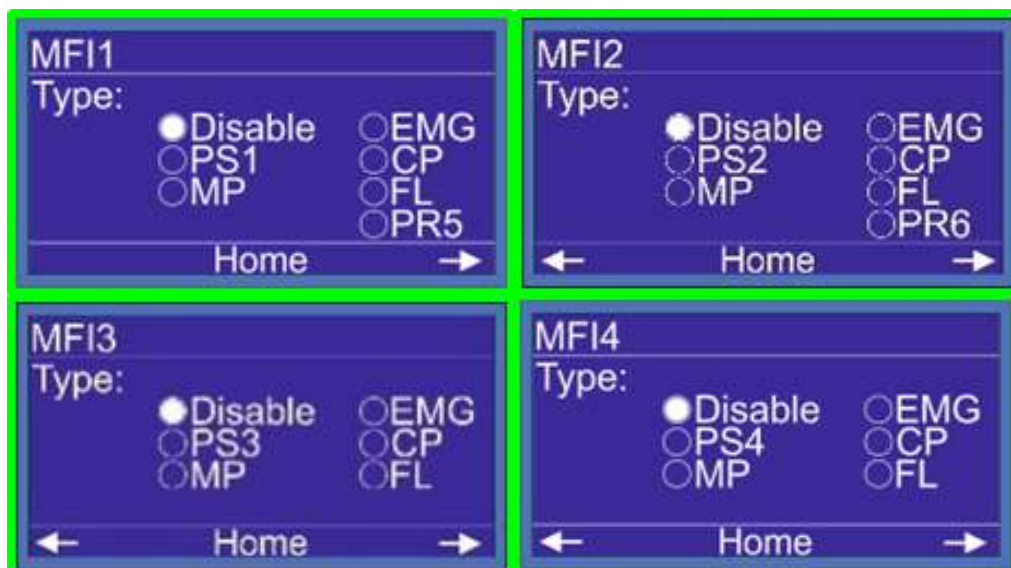 MFI1
Type:
Disable EMG
PS1 CP
MP FL
PR5
Home
MFI2
Type:
Disable EMG
PS2 CP
MP FL
PR6
Home
MFI3
Type:
Disable EMG
PS3 CP
MP FL
Home
MFI4
Type:
Disable EMG
PS4 CP
MP FL
Home